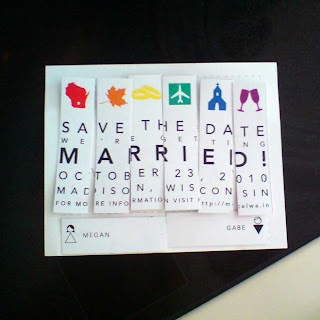 SAVE THE DATE
WE'RE GETTING
MARRIED!
OCTOBER 23, 2010
MADISON, WISCONSIN
FOR MORE INFORMATION VISIT
MEGAN
GABE